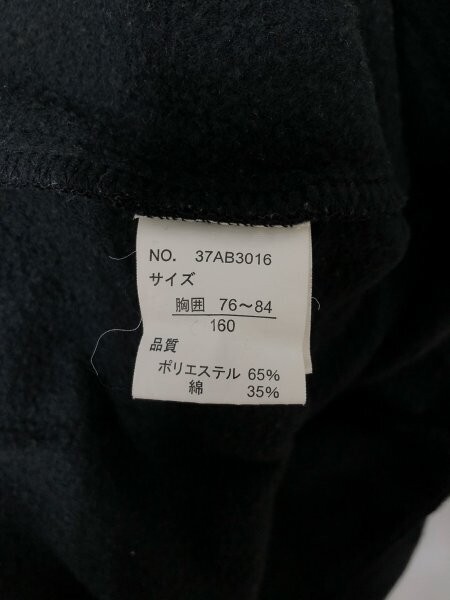 NO. 37AB3016
サイズ
胸囲 76～84
160
品質
ポリエステル 65%
綿 35%